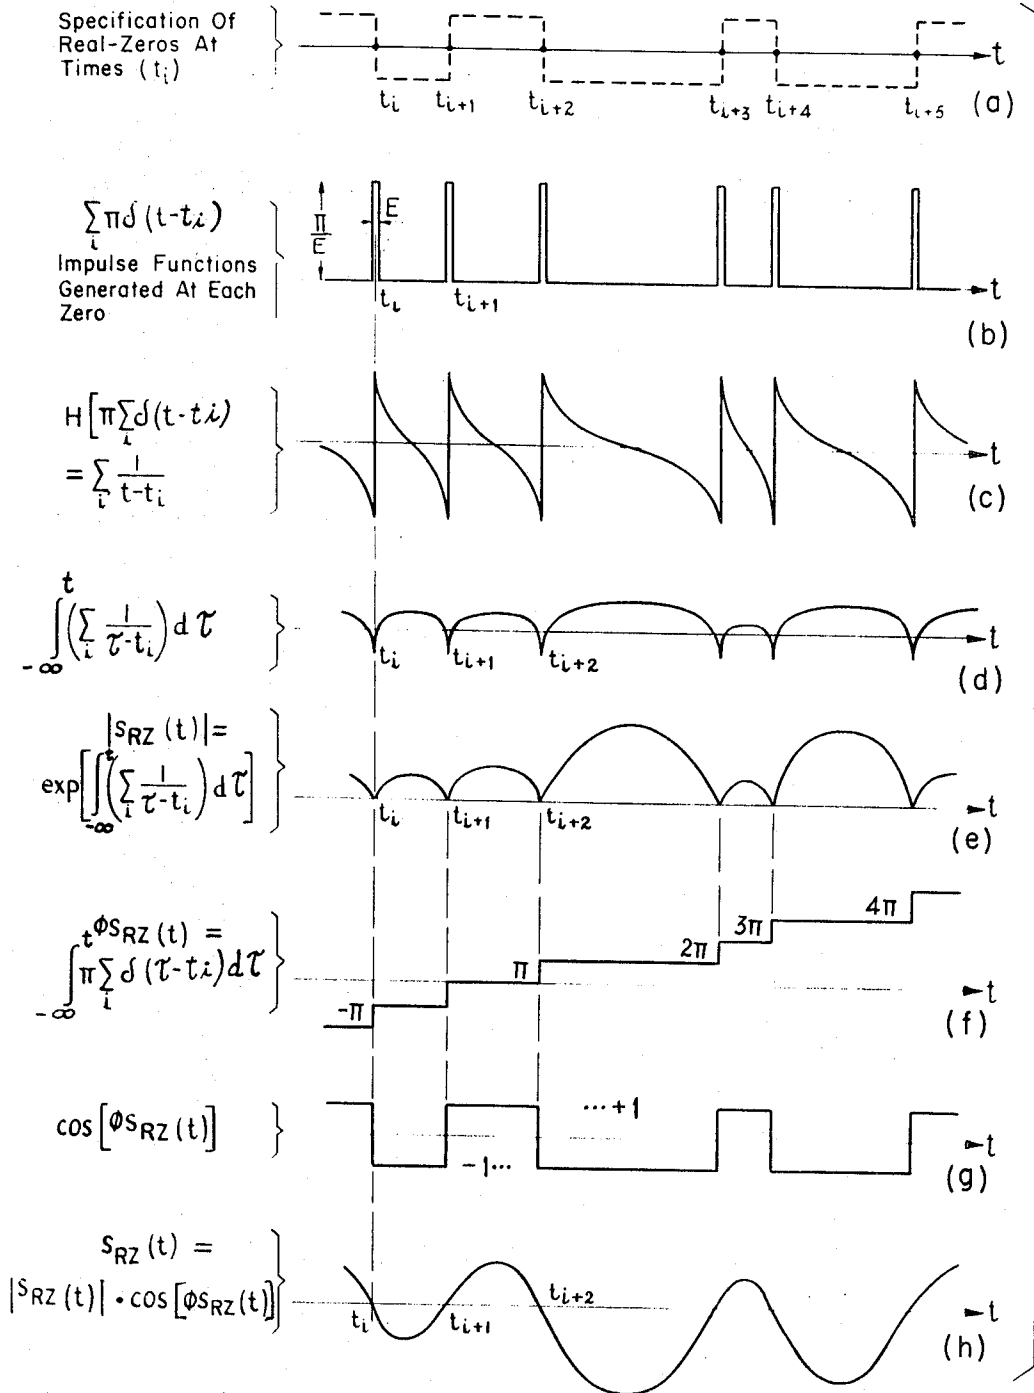 Specification Of
Real-Zeros At
Times (tᵢ)
t
tᵢ tᵢ₊₁ tᵢ₊₂ tᵢ₊₃ tᵢ₊₄ tᵢ₊₅
(a)
∑ᵢ πδ(t-tᵢ)
Impulse Functions
Generated At Each
Zero
π/E
E
t
tᵢ tᵢ₊₁
(b)
H[π∑ᵢδ(t-tᵢ)
= ∑ᵢ 1/(t-tᵢ)
t
(c)
∫₋∞ᵗ(∑ᵢ 1/(τ-tᵢ)) dτ
t
tᵢ tᵢ₊₁ tᵢ₊₂
(d)
|S_RZ(t)| =
exp[∫₋∞ᵗ(∑ᵢ 1/(τ-tᵢ)) dτ]
t
tᵢ tᵢ₊₁ tᵢ₊₂
(e)
ΦS_RZ(t) =
∫₋∞ᵗ π∑ᵢ δ(τ-tᵢ)dτ
-π π 2π 3π 4π
t
(f)
cos[ΦS_RZ(t)]
···+1
-1···
t
(g)
S_RZ(t) =
|S_RZ(t)|·cos[ΦS_RZ(t)]
tᵢ tᵢ₊₁ tᵢ₊₂
t
(h)